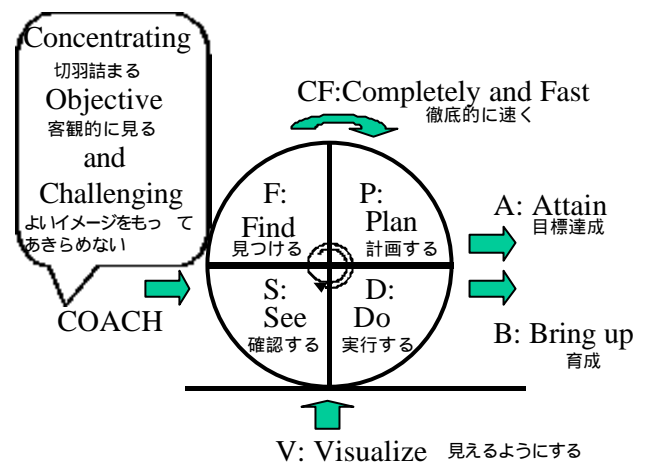 Concentrating
切羽詰まる
Objective
客観的に見る
and
Challenging
よいイメージをもっ て
あきらめない
COACH
CF:Completely and Fast
徹底的に速く
F:
Find
見つける
P:
Plan
計画する
S:
See
確認する
D:
Do
実行する
A: Attain
目標達成
B: Bring up
育成
V: Visualize 見えるようにする